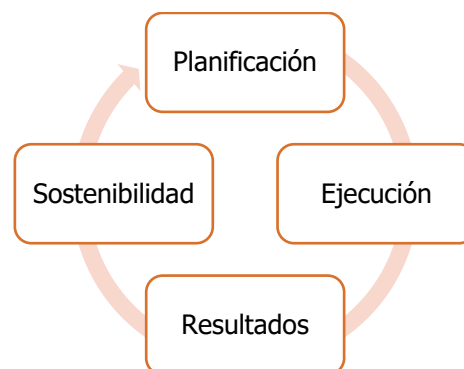 Planificación
Ejecución
Resultados
Sostenibilidad